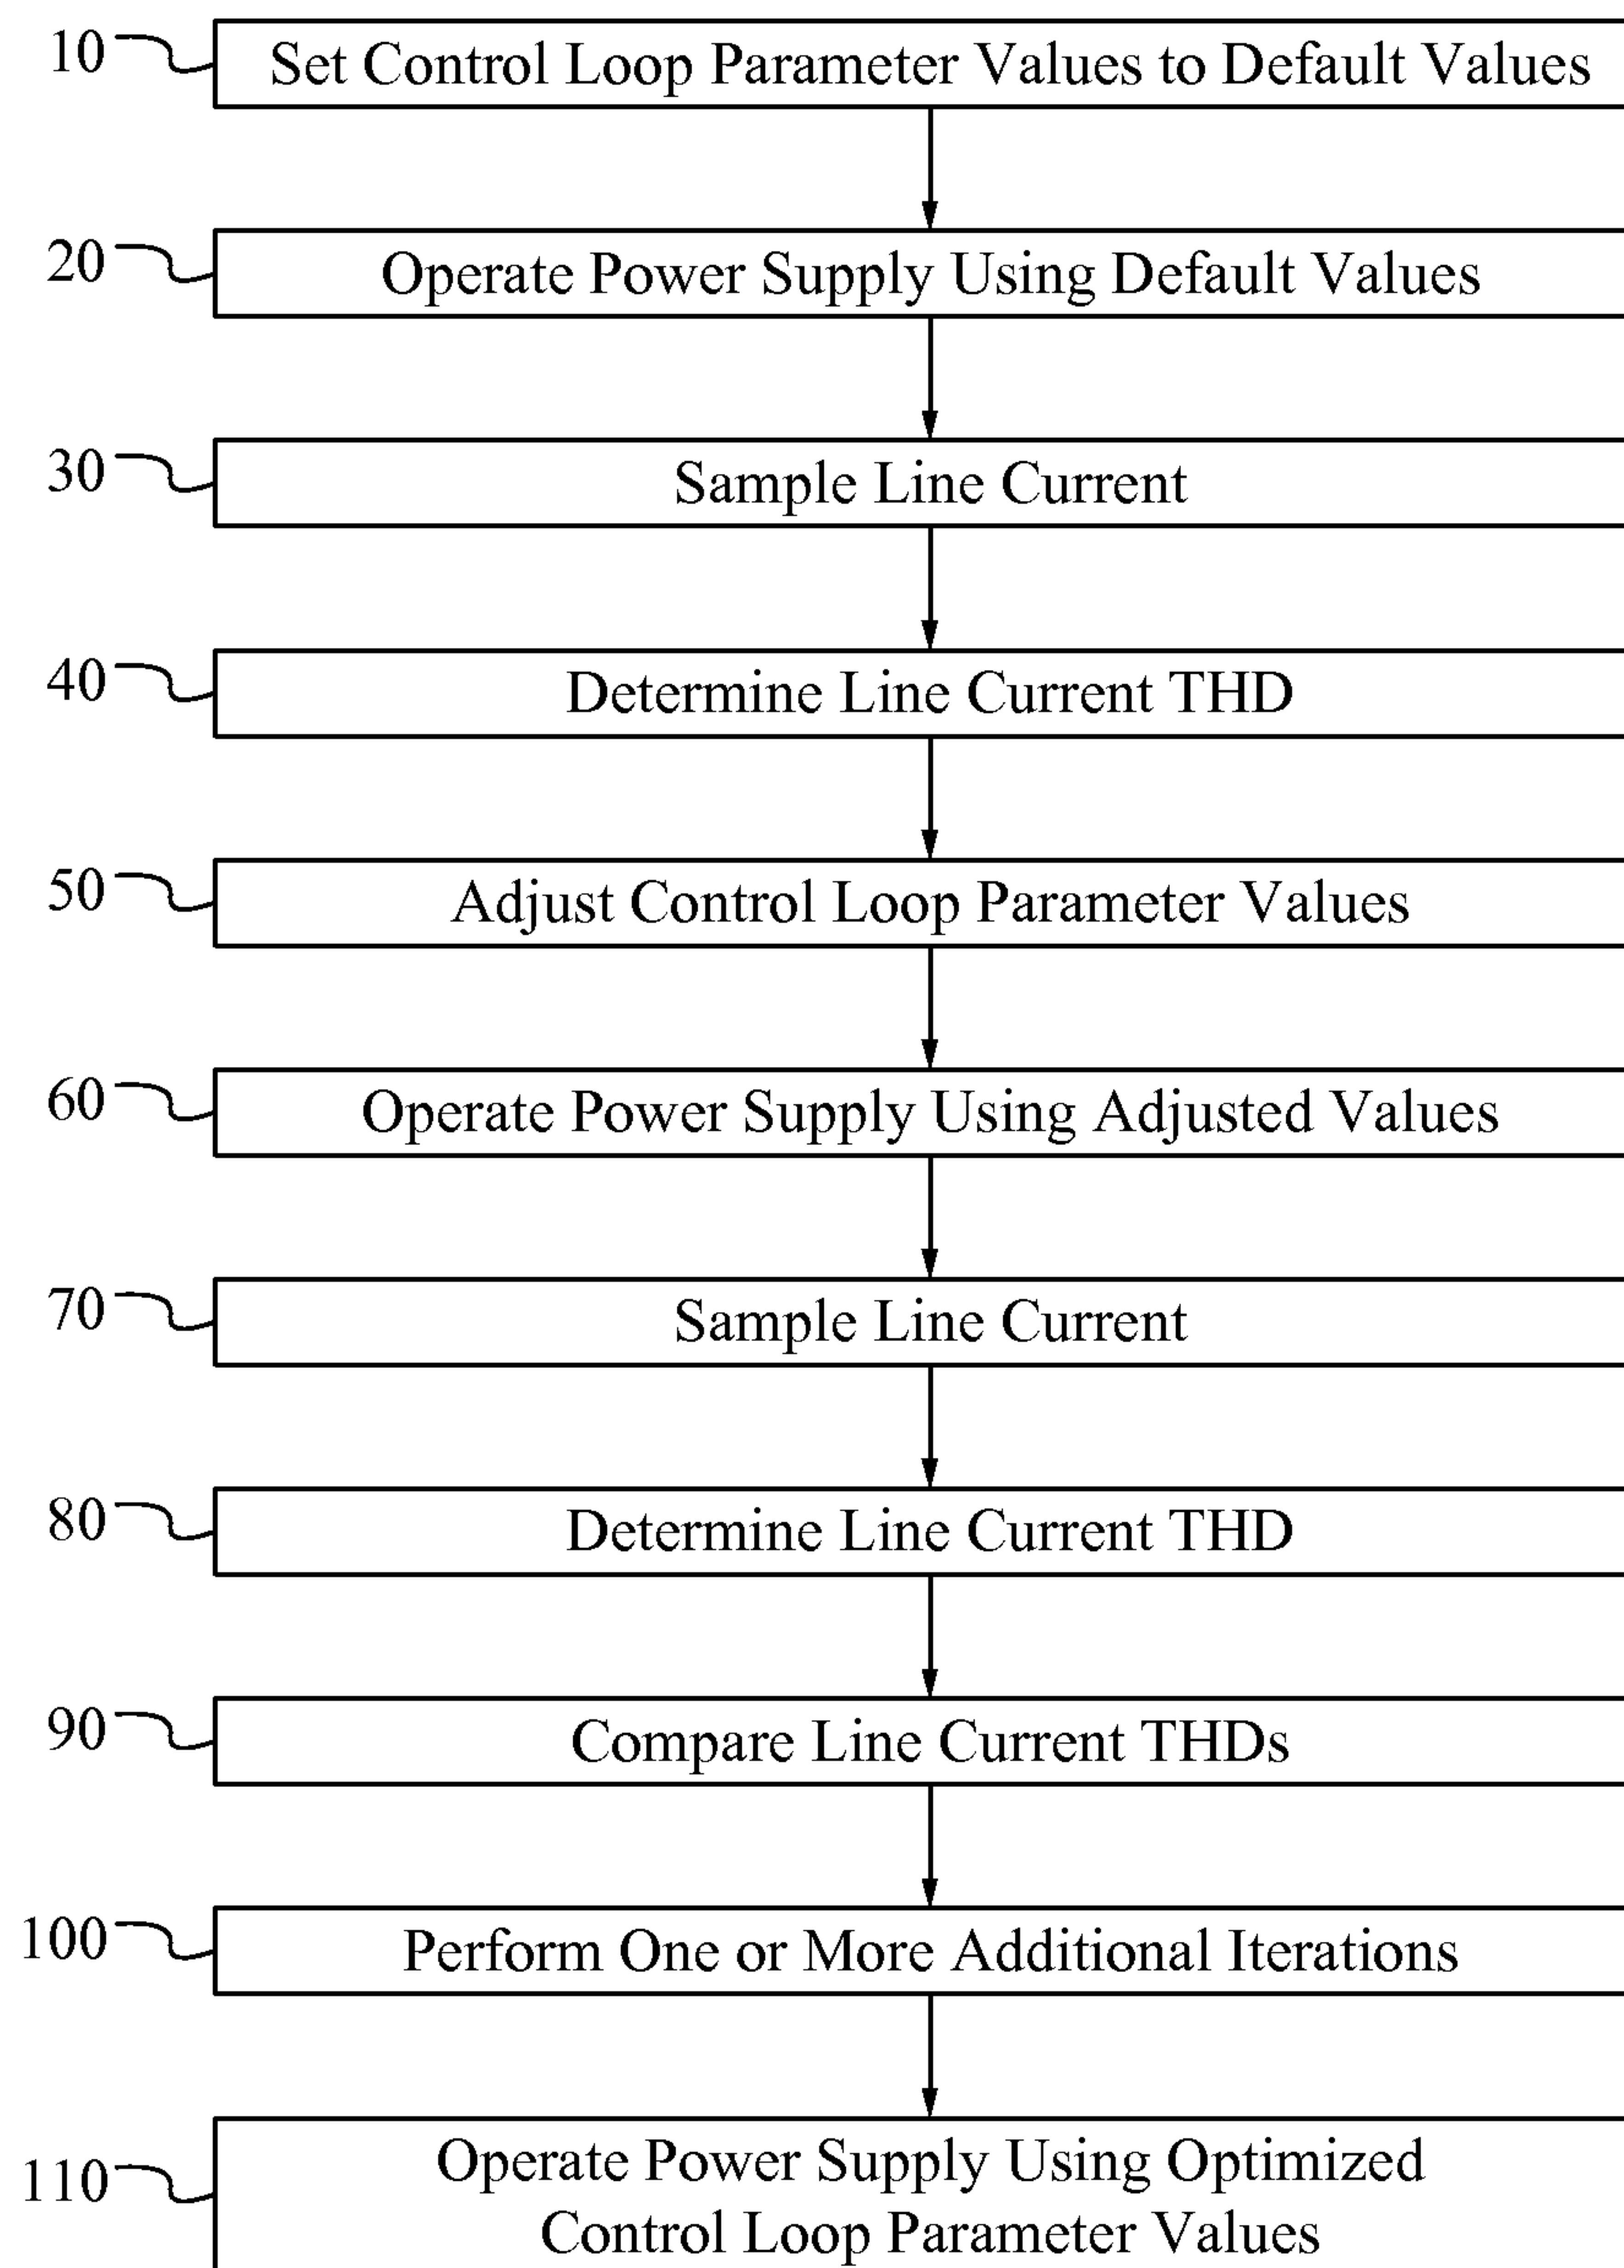 10 Set Control Loop Parameter Values to Default Values
20 Operate Power Supply Using Default Values
30 Sample Line Current
40 Determine Line Current THD
50 Adjust Control Loop Parameter Values
60 Operate Power Supply Using Adjusted Values
70 Sample Line Current
80 Determine Line Current THD
90 Compare Line Current THDs
100 Perform One or More Additional Iterations
110 Operate Power Supply Using Optimized
Control Loop Parameter Values